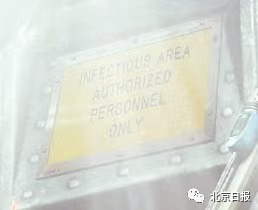 INFECTIOUS AREA
AUTHORIZED
PERSONNEL
ONLY
北京日报